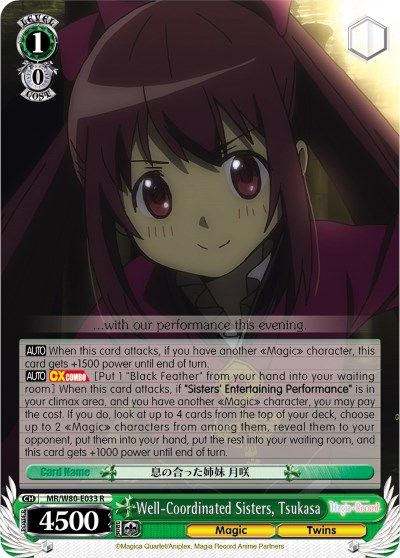 LEVEL
1
0
COST
...with our performance this evening.
AUTO When this card attacks, if you have another «Magic» character, this
card gets +1500 power until end of turn.
AUTO CX COMBO [Put 1 "Black Feather" from your hand into your waiting
room] When this card attacks, if "Sisters' Entertaining Performance" is in
your climax area, and you have another «Magic» character, you may
pay the cost. If you do, look at up to 4 cards from the top of your deck, choose
up to 2 «Magic» characters from among them, reveal them to your
opponent, put them into your hand, put the rest into your waiting room, and
this card gets +1000 power until end of turn.
Card Name 息の合った姉妹 月咲
CD MR/W80-E033 R
Well-Coordinated Sisters, Tsukasa
Magia Record
POWER 4500
Magic Twins
©Magica Quartet/Aniplex, Magia Record Anime Partners